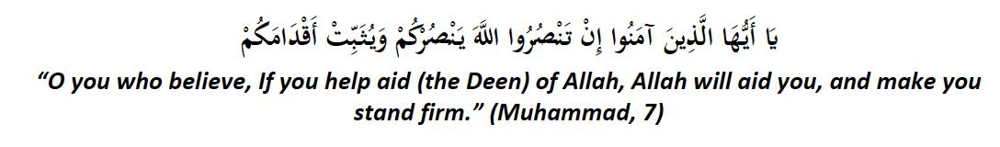 يَا أَيُّهَا الَّذِينَ آمَنُوا إِنْ تَنْصُرُوا اللَّهَ يَنْصُرْكُمْ وَيُثَبِّتْ أَقْدَامَكُمْ
“O you who believe, If you help aid (the Deen) of Allah, Allah will aid you, and make you
stand firm.” (Muhammad, 7)